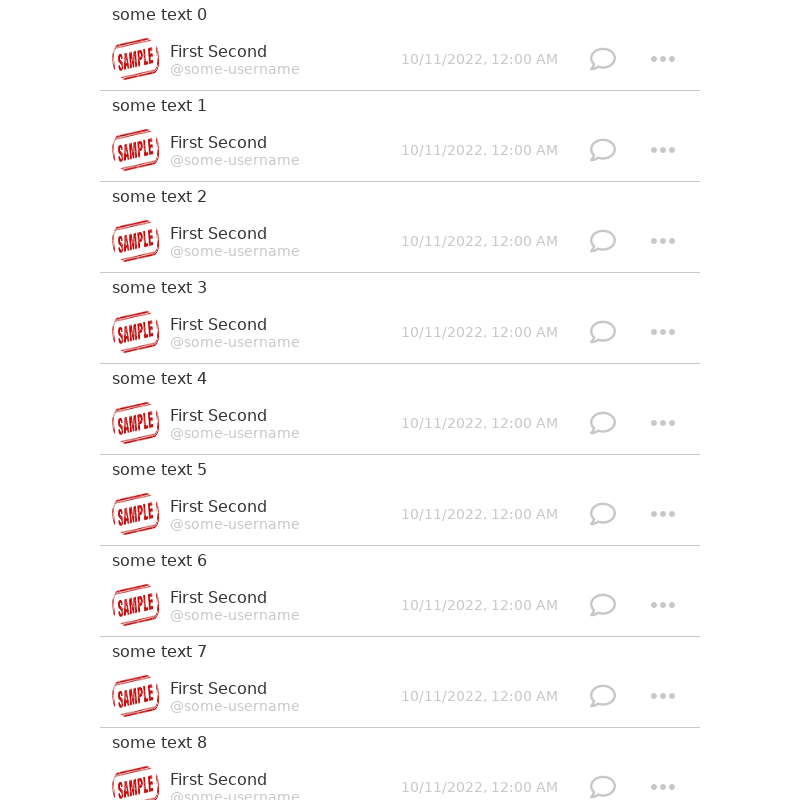 some text 0
SAMPLE First Second 10/11/2022, 12:00 AM
@some-username
some text 1
SAMPLE First Second 10/11/2022, 12:00 AM
@some-username
some text 2
SAMPLE First Second 10/11/2022, 12:00 AM
@some-username
some text 3
SAMPLE First Second 10/11/2022, 12:00 AM
@some-username
some text 4
SAMPLE First Second 10/11/2022, 12:00 AM
@some-username
some text 5
SAMPLE First Second 10/11/2022, 12:00 AM
@some-username
some text 6
SAMPLE First Second 10/11/2022, 12:00 AM
@some-username
some text 7
SAMPLE First Second 10/11/2022, 12:00 AM
@some-username
some text 8
SAMPLE First Second 10/11/2022, 12:00 AM
@some-username